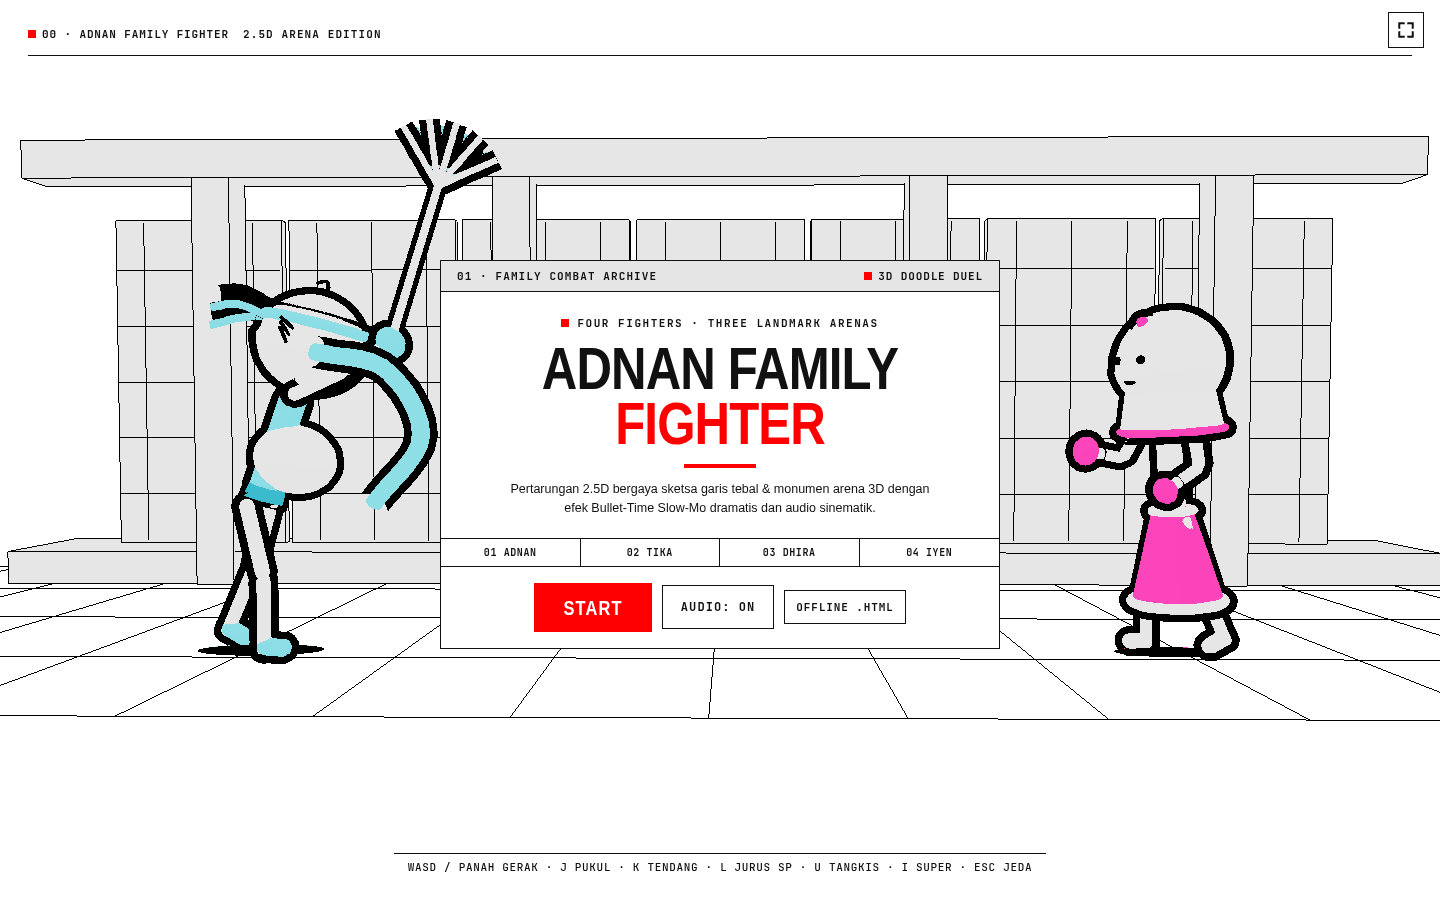 00 · ADNAN FAMILY FIGHTER 2.5D ARENA EDITION
01 · FAMILY COMBAT ARCHIVE
3D DOODLE DUEL
FOUR FIGHTERS · THREE LANDMARK ARENAS
ADNAN FAMILY
FIGHTER
Pertarungan 2.5D bergaya sketsa garis tebal & monumen arena 3D dengan
efek Bullet-Time Slow-Mo dramatis dan audio sinematik.
01 ADNAN
02 TIKA
03 DHIRA
04 IYEN
START
AUDIO: ON
OFFLINE .HTML
WASD / PANAH GERAK · J PUKUL · K TENDANG · L JURUS SP · U TANGKIS · I SUPER · ESC JEDA